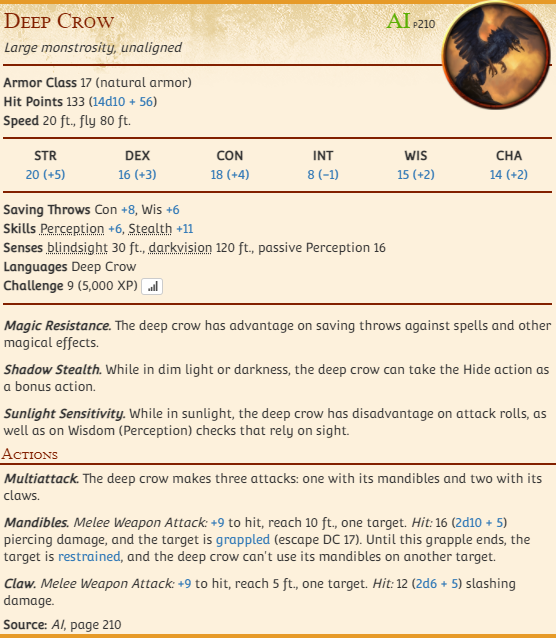 Deep Crow
AI P210
Large monstrosity, unaligned
Armor Class 17 (natural armor)
Hit Points 133 (14d10 + 56)
Speed 20 ft., fly 80 ft.
STR DEX CON INT WIS CHA
20 (+5) 16 (+3) 18 (+4) 8 (−1) 15 (+2) 14 (+2)
Saving Throws Con +8, Wis +6
Skills Perception +6, Stealth +11
Senses blindsight 30 ft., darkvision 120 ft., passive Perception 16
Languages Deep Crow
Challenge 9 (5,000 XP)
Magic Resistance. The deep crow has advantage on saving throws against spells and other
magical effects.
Shadow Stealth. While in dim light or darkness, the deep crow can take the Hide action as
a bonus action.
Sunlight Sensitivity. While in sunlight, the deep crow has disadvantage on attack rolls, as
well as on Wisdom (Perception) checks that rely on sight.
Actions
Multiattack. The deep crow makes three attacks: one with its mandibles and two with its
claws.
Mandibles. Melee Weapon Attack: +9 to hit, reach 10 ft., one target. Hit: 16 (2d10 + 5)
piercing damage, and the target is grappled (escape DC 17). Until this grapple ends, the
target is restrained, and the deep crow can't use its mandibles on another target.
Claw. Melee Weapon Attack: +9 to hit, reach 5 ft., one target. Hit: 12 (2d6 + 5) slashing
damage.
Source: AI, page 210